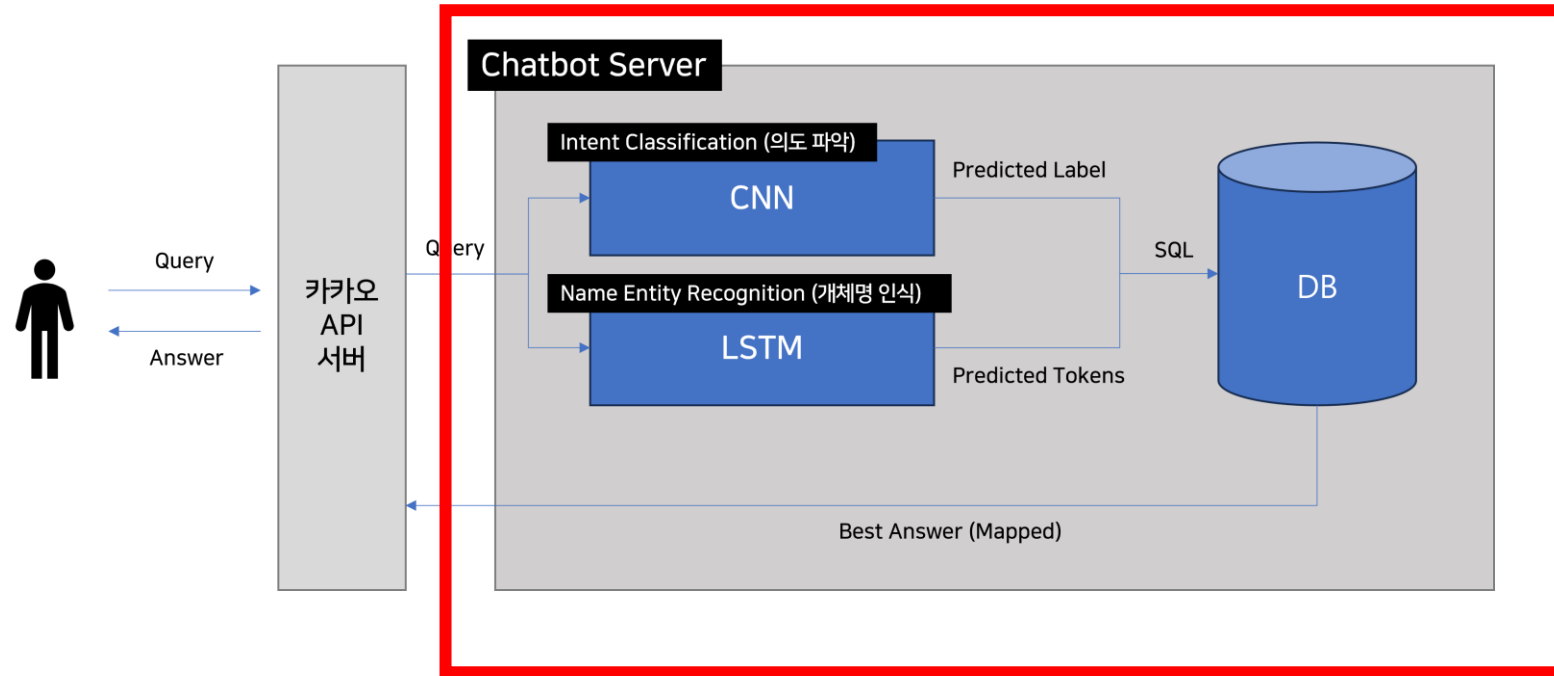 Chatbot Server
Intent Classification (의도 파악)
CNN
Predicted Label
Query
Query
SQL
카카오
API
서버
Name Entity Recognition (개체명 인식)
DB
Answer
LSTM
Predicted Tokens
Best Answer (Mapped)